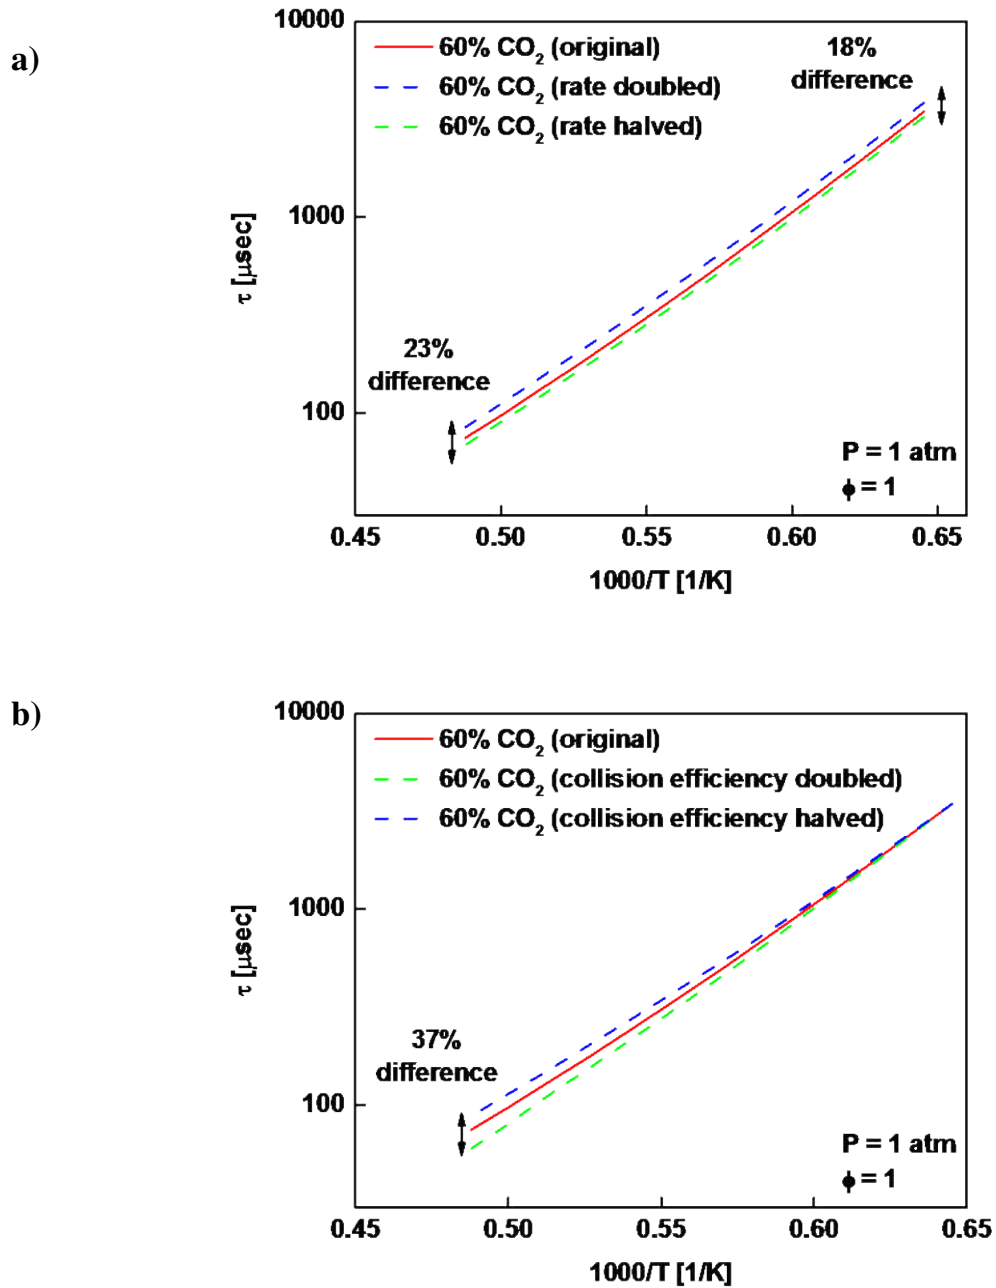 a)
10000
1000
100
τ [μsec]
60% CO₂ (original)
60% CO₂ (rate doubled)
60% CO₂ (rate halved)
18%
difference
23%
difference
P = 1 atm
ϕ = 1
0.45 0.50 0.55 0.60 0.65
1000/T [1/K]
b)
10000
1000
100
τ [μsec]
60% CO₂ (original)
60% CO₂ (collision efficiency doubled)
60% CO₂ (collision efficiency halved)
37%
difference
P = 1 atm
ϕ = 1
0.45 0.50 0.55 0.60 0.65
1000/T [1/K]